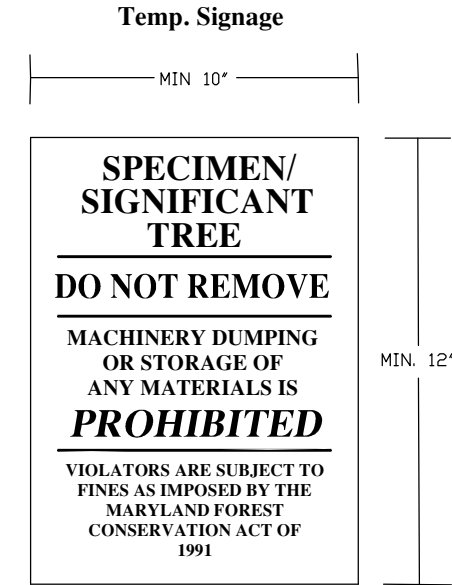 Temp. Signage
MIN 10"
SPECIMEN/
SIGNIFICANT
TREE
DO NOT REMOVE
MACHINERY DUMPING
OR STORAGE OF
ANY MATERIALS IS
PROHIBITED
MIN. 12"
VIOLATORS ARE SUBJECT TO
FINES AS IMPOSED BY THE
MARYLAND FOREST
CONSERVATION ACT OF
1991